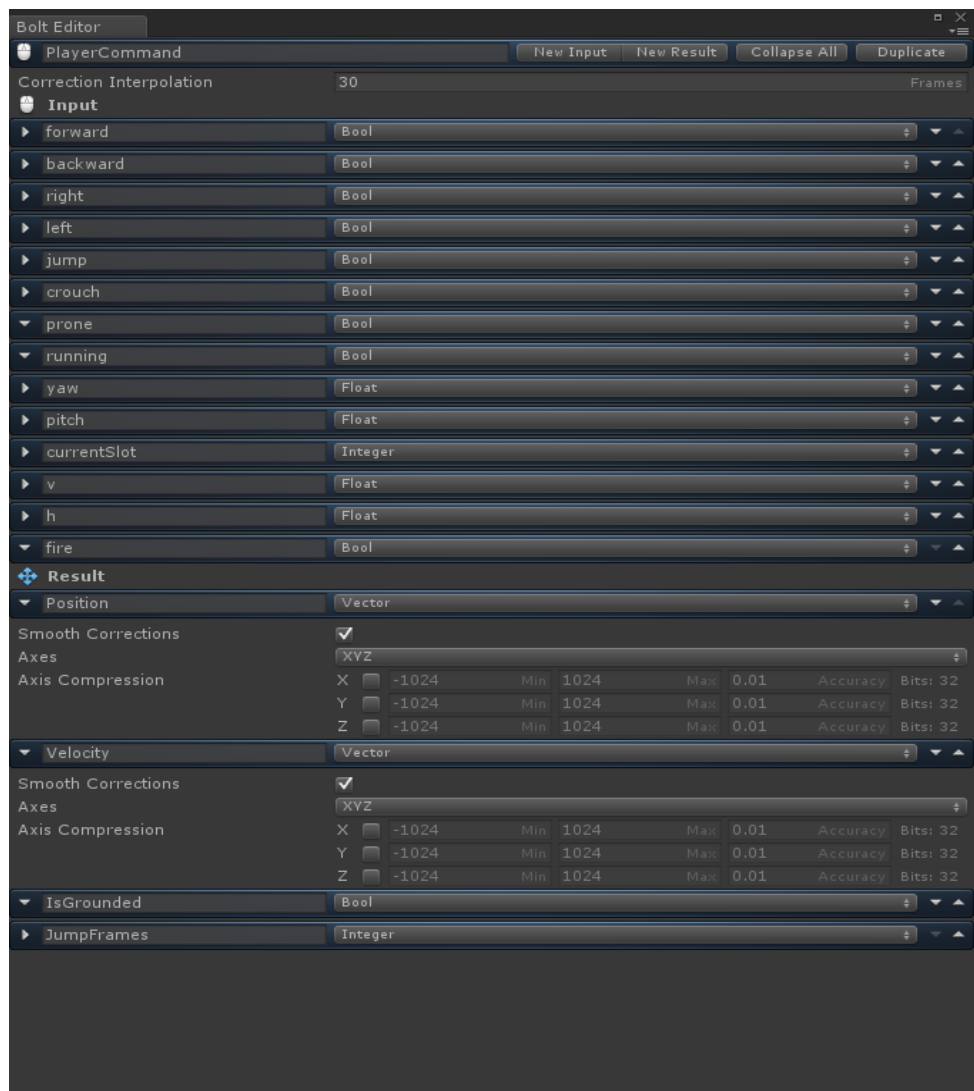 Bolt Editor
PlayerCommand New Input New Result Collapse All Duplicate
Correction Interpolation 30 Frames
Input
forward Bool
backward Bool
right Bool
left Bool
jump Bool
crouch Bool
prone Bool
running Bool
yaw Float
pitch Float
currentSlot Integer
v Float
h Float
fire Bool
Result
Position Vector
Smooth Corrections
Axes XYZ
Axis Compression X -1024 Min 1024 Max 0.01 Accuracy Bits: 32
Y -1024 Min 1024 Max 0.01 Accuracy Bits: 32
Z -1024 Min 1024 Max 0.01 Accuracy Bits: 32
Velocity Vector
Smooth Corrections
Axes XYZ
Axis Compression X -1024 Min 1024 Max 0.01 Accuracy Bits: 32
Y -1024 Min 1024 Max 0.01 Accuracy Bits: 32
Z -1024 Min 1024 Max 0.01 Accuracy Bits: 32
IsGrounded Bool
JumpFrames Integer